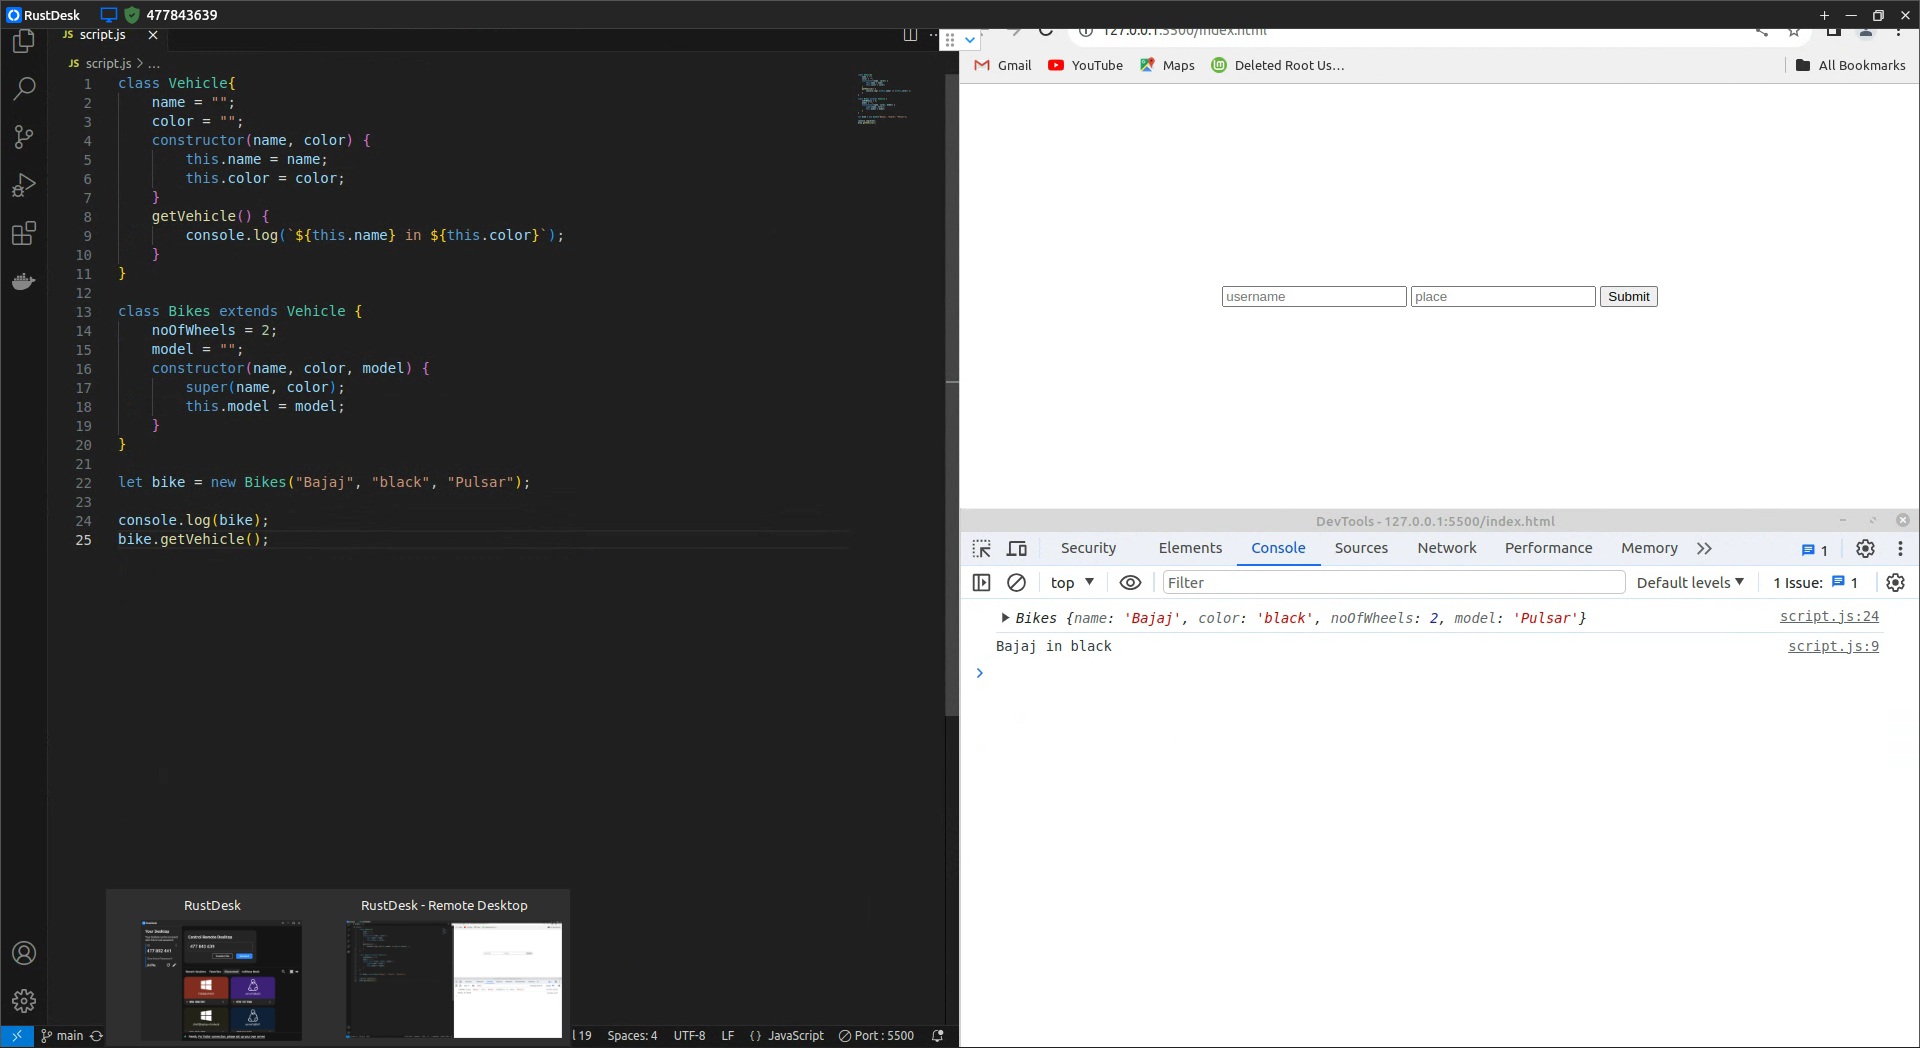 RustDesk 477843639
JS script.js
JS script.js > ...
1 class Vehicle{
2 name = "";
3 color = "";
4 constructor(name, color) {
5 this.name = name;
6 this.color = color;
7 }
8 getVehicle() {
9 console.log(`${this.name} in ${this.color}`);
10 }
11 }
12
13 class Bikes extends Vehicle {
14 noOfWheels = 2;
15 model = "";
16 constructor(name, color, model) {
17 super(name, color);
18 this.model = model;
19 }
20 }
21
22 let bike = new Bikes("Bajaj", "black", "Pulsar");
23
24 console.log(bike);
25 bike.getVehicle();
RustDesk
RustDesk - Remote Desktop
main
l 19 Spaces: 4 UTF-8 LF {} JavaScript Port : 5500
127.0.0.1:5500/index.html
Gmail YouTube Maps Deleted Root Us... All Bookmarks
username place Submit
DevTools - 127.0.0.1:5500/index.html
Security Elements Console Sources Network Performance Memory 1
top Filter Default levels 1 Issue: 1
Bikes {name: 'Bajaj', color: 'black', noOfWheels: 2, model: 'Pulsar'} script.js:24
Bajaj in black script.js:9